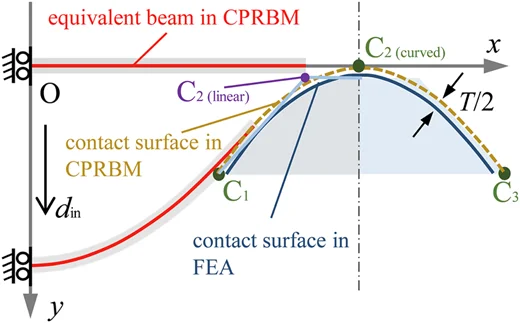 equivalent beam in CPRBM
x
C2 (curved)
O
C2 (linear)
T/2
contact surface in
CPRBM
C1
C3
din
contact surface in
FEA
y